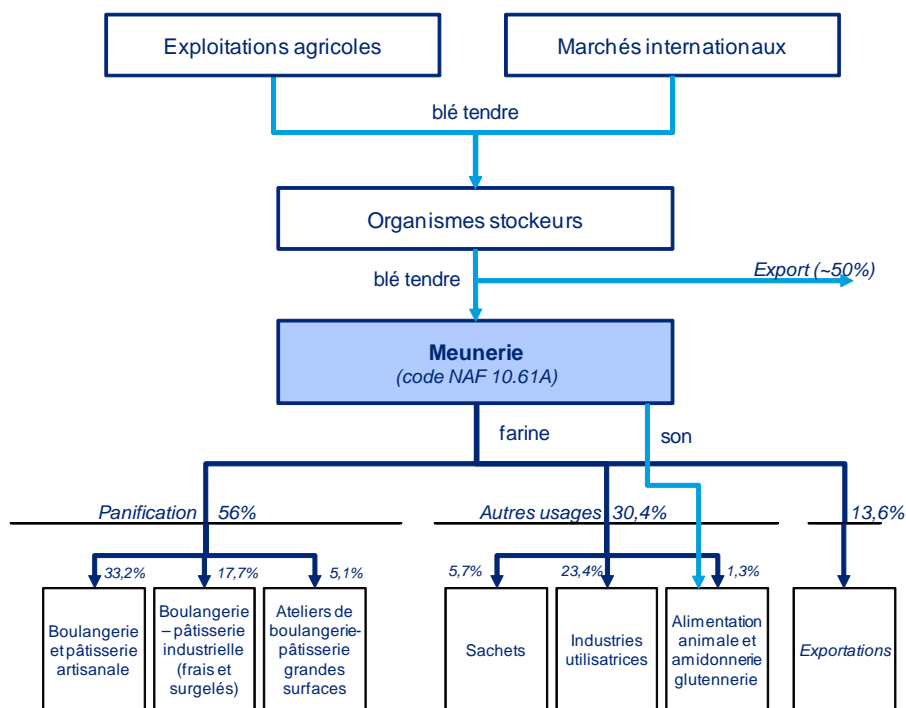 Exploitations agricoles
Marchés internationaux
blé tendre
Organismes stockeurs
blé tendre
Export (~50%)
Meunerie
(code NAF 10.61A)
farine
son
Panification
56%
Autres usages
30,4%
13,6%
33,2%
17,7%
5,1%
5,7%
23,4%
1,3%
Boulangerie
et pâtisserie
artisanale
Boulangerie
– pâtisserie
industrielle
(frais et
surgelés)
Ateliers de
boulangerie-
pâtisserie
grandes
surfaces
Sachets
Industries
utilisatrices
Alimentation
animale et
amidonnerie
glutennerie
Exportations